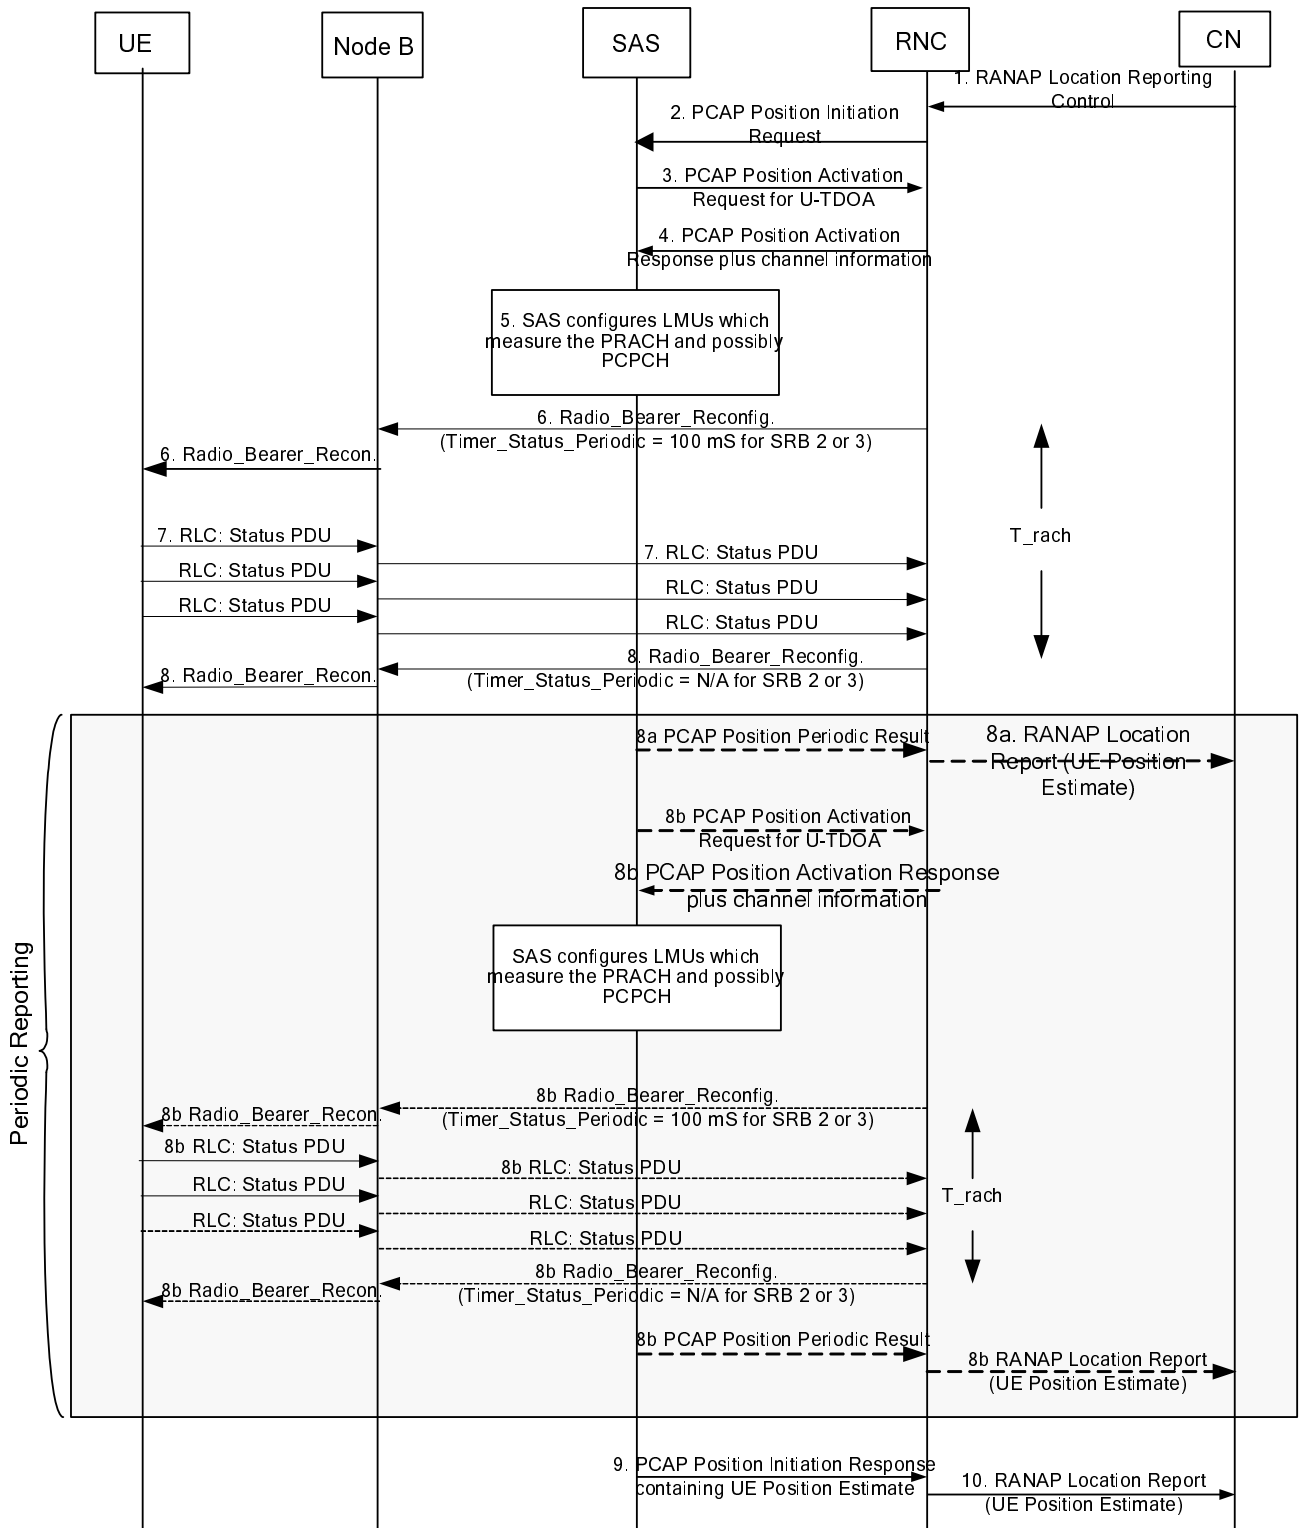 UE
Node B
SAS
RNC
CN
1. RANAP Location Reporting
Control
2. PCAP Position Initiation
Request
3. PCAP Position Activation
Request for U-TDOA
4. PCAP Position Activation
Response plus channel information
5. SAS configures LMUs which
measure the PRACH and possibly
PCPCH
6. Radio_Bearer_Reconfig.
(Timer_Status_Periodic = 100 mS for SRB 2 or 3)
6. Radio_Bearer_Recon.
T_rach
7. RLC: Status PDU
7. RLC: Status PDU
RLC: Status PDU
RLC: Status PDU
RLC: Status PDU
RLC: Status PDU
8. Radio_Bearer_Reconfig.
(Timer_Status_Periodic = N/A for SRB 2 or 3)
8. Radio_Bearer_Recon.
Periodic Reporting
8a PCAP Position Periodic Result
8a. RANAP Location
Report (UE Position
Estimate)
8b PCAP Position Activation
Request for U-TDOA
8b PCAP Position Activation Response
plus channel information
SAS configures LMUs which
measure the PRACH and possibly
PCPCH
8b Radio_Bearer_Reconfig.
(Timer_Status_Periodic = 100 mS for SRB 2 or 3)
8b Radio_Bearer_Recon.
8b RLC: Status PDU
8b RLC: Status PDU
RLC: Status PDU
T_rach
RLC: Status PDU
RLC: Status PDU
RLC: Status PDU
8b Radio_Bearer_Reconfig.
(Timer_Status_Periodic = N/A for SRB 2 or 3)
8b Radio_Bearer_Recon.
8b PCAP Position Periodic Result
8b RANAP Location Report
(UE Position Estimate)
9. PCAP Position Initiation Response
containing UE Position Estimate
10. RANAP Location Report
(UE Position Estimate)